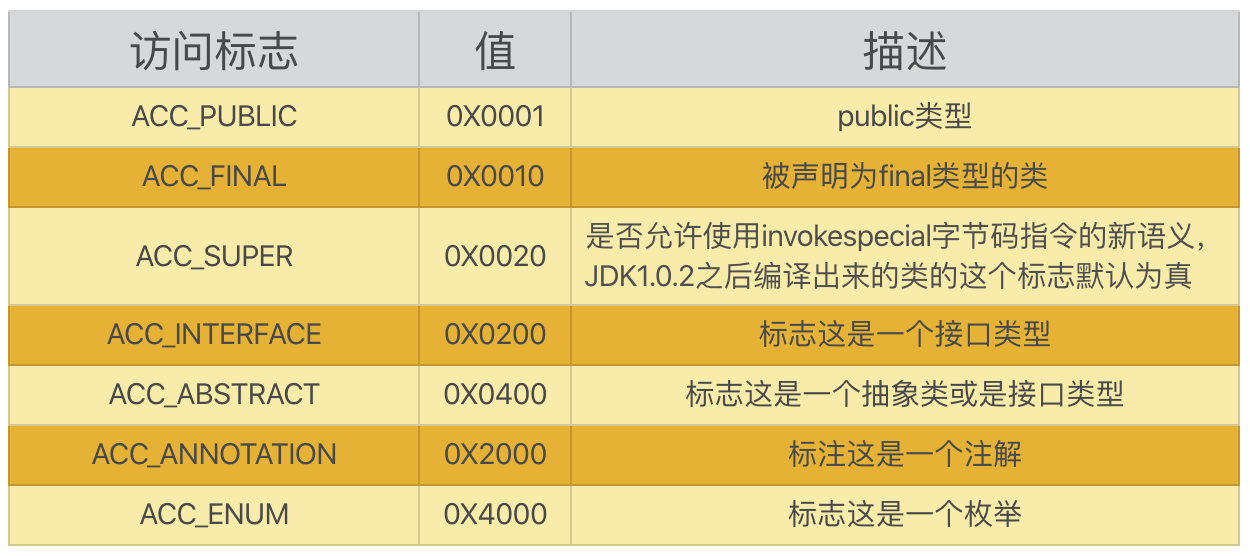 访问标志 值 描述
ACC_PUBLIC 0X0001 public类型
ACC_FINAL 0X0010 被声明为final类型的类
ACC_SUPER 0X0020 是否允许使用invokespecial字节码指令的新语义，
JDK1.0.2之后编译出来的类的这个标志默认为真
ACC_INTERFACE 0X0200 标志这是一个接口类型
ACC_ABSTRACT 0X0400 标志这是一个抽象类或是接口类型
ACC_ANNOTATION 0X2000 标注这是一个注解
ACC_ENUM 0X4000 标志这是一个枚举